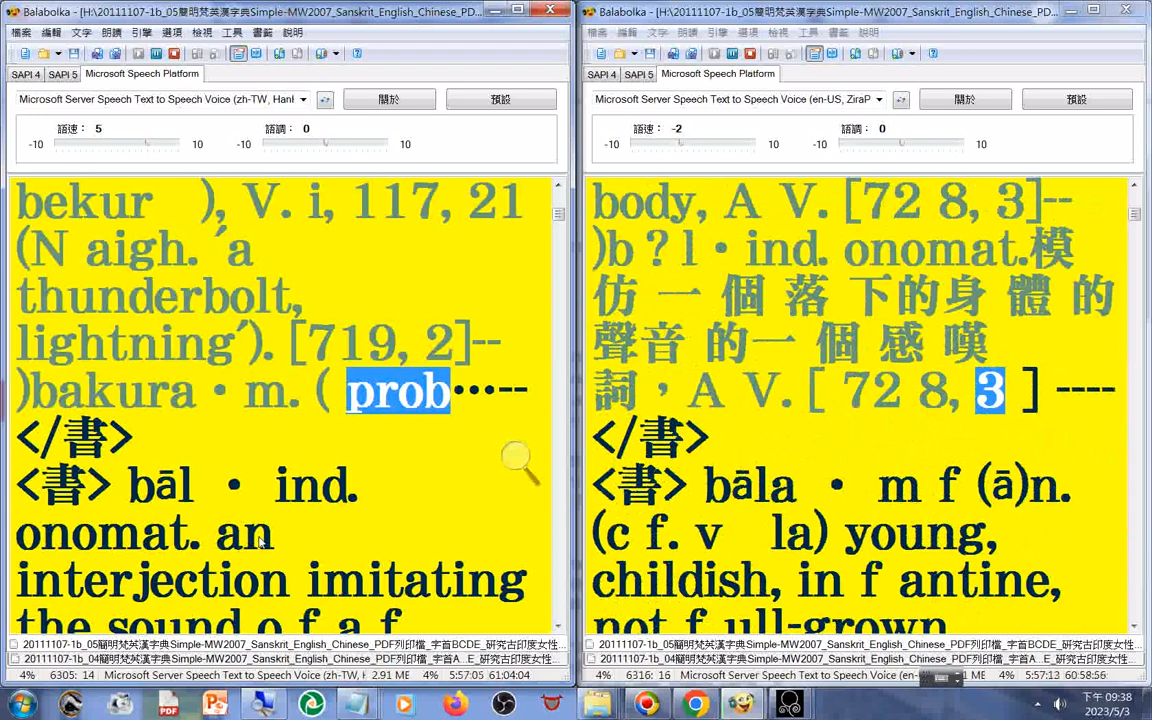 Balabolka - [H:\20111107-1b_05簡明梵英漢字典Simple-MW2007_Sanskrit_English_Chinese_PD...
檔案 編輯 文字 朗讀 引擎 選項 檢視 工具 書籤 說明
SAPI 4 SAPI 5 Microsoft Speech Platform
Microsoft Server Speech Text to Speech Voice (zh-TW, Hanl
關於 預設
語速： 5 語調： 0
-10 10 -10 10
bekur ), V. i, 117, 21
(N aigh. ´a
thunderbolt,
lightning´). [719, 2]--
)bakura • m. ( prob•••--
</書>
<書> bāl • ind.
onomat. an
interjection imitating
the sound o f a f
20111107-1b_05簡明梵英漢字典Simple-MW2007_Sanskrit_English_Chinese_PDF列印檔_字首BCDE_研究古印度女性...
20111107-1b_04簡明梵英漢字典Simple-MW2007_Sanskrit_English_Chinese_PDF列印檔_字首A...E_研究古印度女性...
4% 6305: 14 Microsoft Server Speech Text to Speech Voice (zh-TW, H 2.91 ME 4% 5:57:05 61:04:04
Balabolka - [H:\20111107-1b_05簡明梵英漢字典Simple-MW2007_Sanskrit_English_Chinese_PD...
檔案 編輯 文字 朗讀 引擎 選項 檢視 工具 書籤 說明
SAPI 4 SAPI 5 Microsoft Speech Platform
Microsoft Server Speech Text to Speech Voice (en-US, ZiraP
關於 預設
語速： -2 語調： 0
-10 10 -10 10
body, A V. [72 8, 3]--
)b？l • ind. onomat.模
仿 一 個 落 下的身 體 的
聲音 的一 個 感 嘆
詞，A V. [ 72 8, 3 ] ----
</書>
<書> bāla • m f (ā)n.
(c f. v la) young,
childish, in f antine,
not f ull-grown
20111107-1b_05簡明梵英漢字典Simple-MW2007_Sanskrit_English_Chinese_PDF列印檔_字首BCDE_研究古印度女性...
20111107-1b_04簡明梵英漢字典Simple-MW2007_Sanskrit_English_Chinese_PDF列印檔_字首A...E_研究古印度女性...
4% 6316: 16 Microsoft Server Speech Text to Speech Voice (en-US 2.91 ME 4% 5:57:13 60:58:56
PDF
下午 09:38
2023/5/3